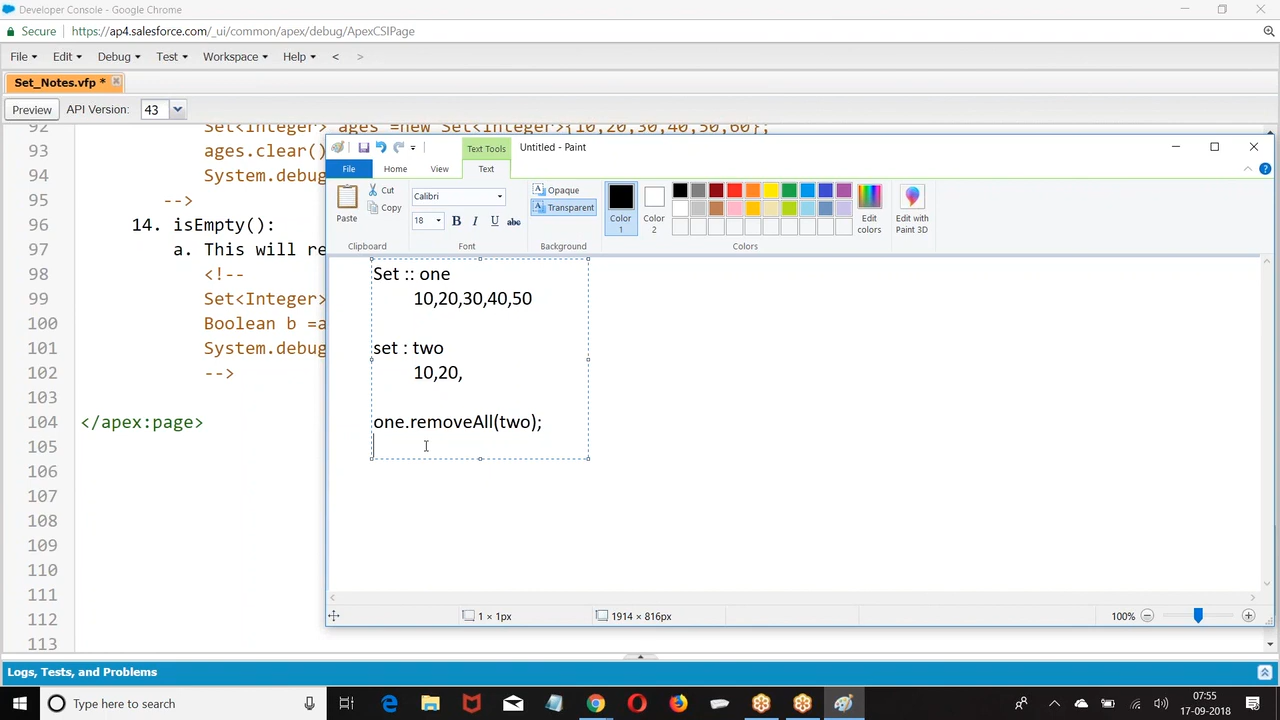 Developer Console - Google Chrome
Secure https://ap4.salesforce.com/_ui/common/apex/debug/ApexCSIPage
File Edit Debug Test Workspace Help < >
Set_Notes.vfp *
Preview API Version: 43
92 Set<Integer> ages =new Set<Integer>{10,20,30,40,50,60};
93 ages.clear()
94 System.debug
95 -->
96 14. isEmpty():
97 a. This will re
98 <!--
99 Set<Integer>
100 Boolean b =a
101 System.debug
102 -->
103
104 </apex:page>
105
106
107
108
109
110
111
112
113
Text Tools Untitled - Paint
File Home View Text
Paste Cut Copy
Clipboard
Calibri
18 B I U abc
Font
Opaque
Transparent
Background
Color 1
Color 2
Edit colors
Colors
Edit with Paint 3D
Set :: one
10,20,30,40,50
set : two
10,20,
one.removeAll(two);
1 × 1px 1914 × 816px 100%
Logs, Tests, and Problems
Type here to search
07:55
17-09-2018